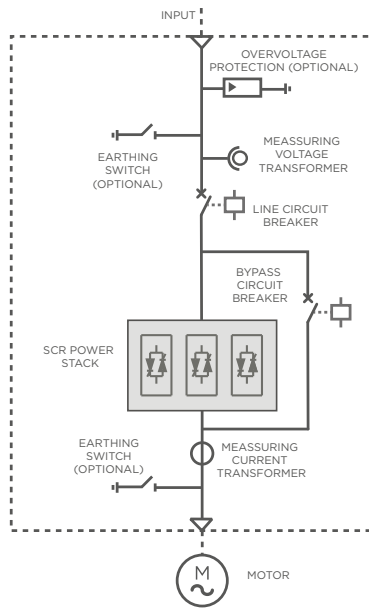 INPUT
OVERVOLTAGE
PROTECTION (OPTIONAL)
EARTHING
SWITCH
(OPTIONAL)
MEASSURING
VOLTAGE
TRANSFORMER
LINE CIRCUIT
BREAKER
BYPASS
CIRCUIT
BREAKER
SCR POWER
STACK
EARTHING
SWITCH
(OPTIONAL)
MEASSURING
CURRENT
TRANSFORMER
M
MOTOR